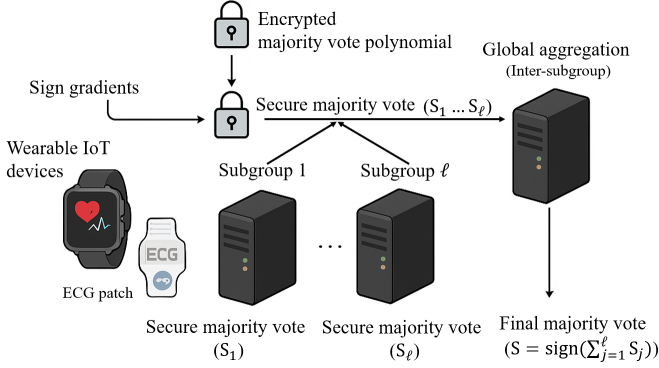 Encrypted
majority vote polynomial
Global aggregation
(Inter-subgroup)
Sign gradients
Secure majority vote (S₁ ... Sℓ)
Wearable IoT
devices
Subgroup 1
Subgroup ℓ
...
ECG
ECG patch
Secure majority vote
(S₁)
Secure majority vote
(Sℓ)
Final majority vote
(S = sign(∑ℓj=1 Sj))